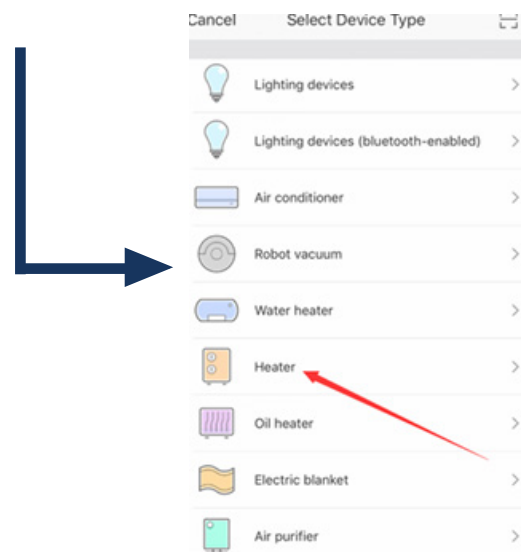 Cancel Select Device Type
Lighting devices
Lighting devices (bluetooth-enabled)
Air conditioner
Robot vacuum
Water heater
Heater
Oil heater
Electric blanket
Air purifier